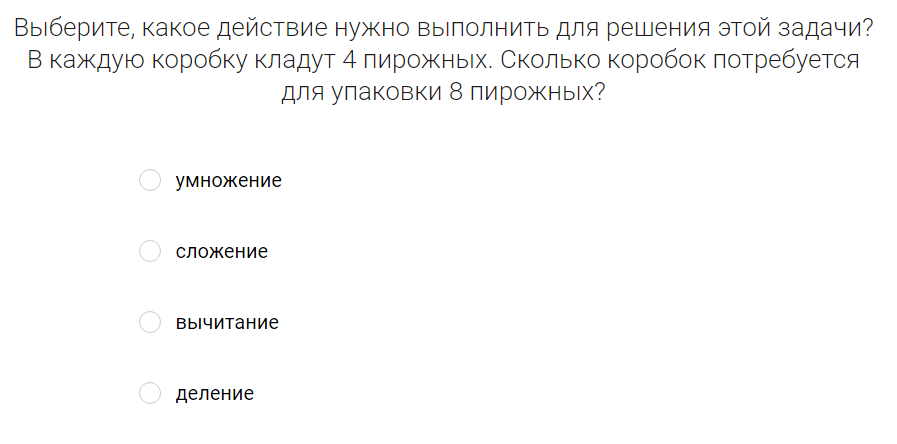 Выберите, какое действие нужно выполнить для решения этой задачи?
В каждую коробку кладут 4 пирожных. Сколько коробок потребуется
для упаковки 8 пирожных?
умножение
сложение
вычитание
деление